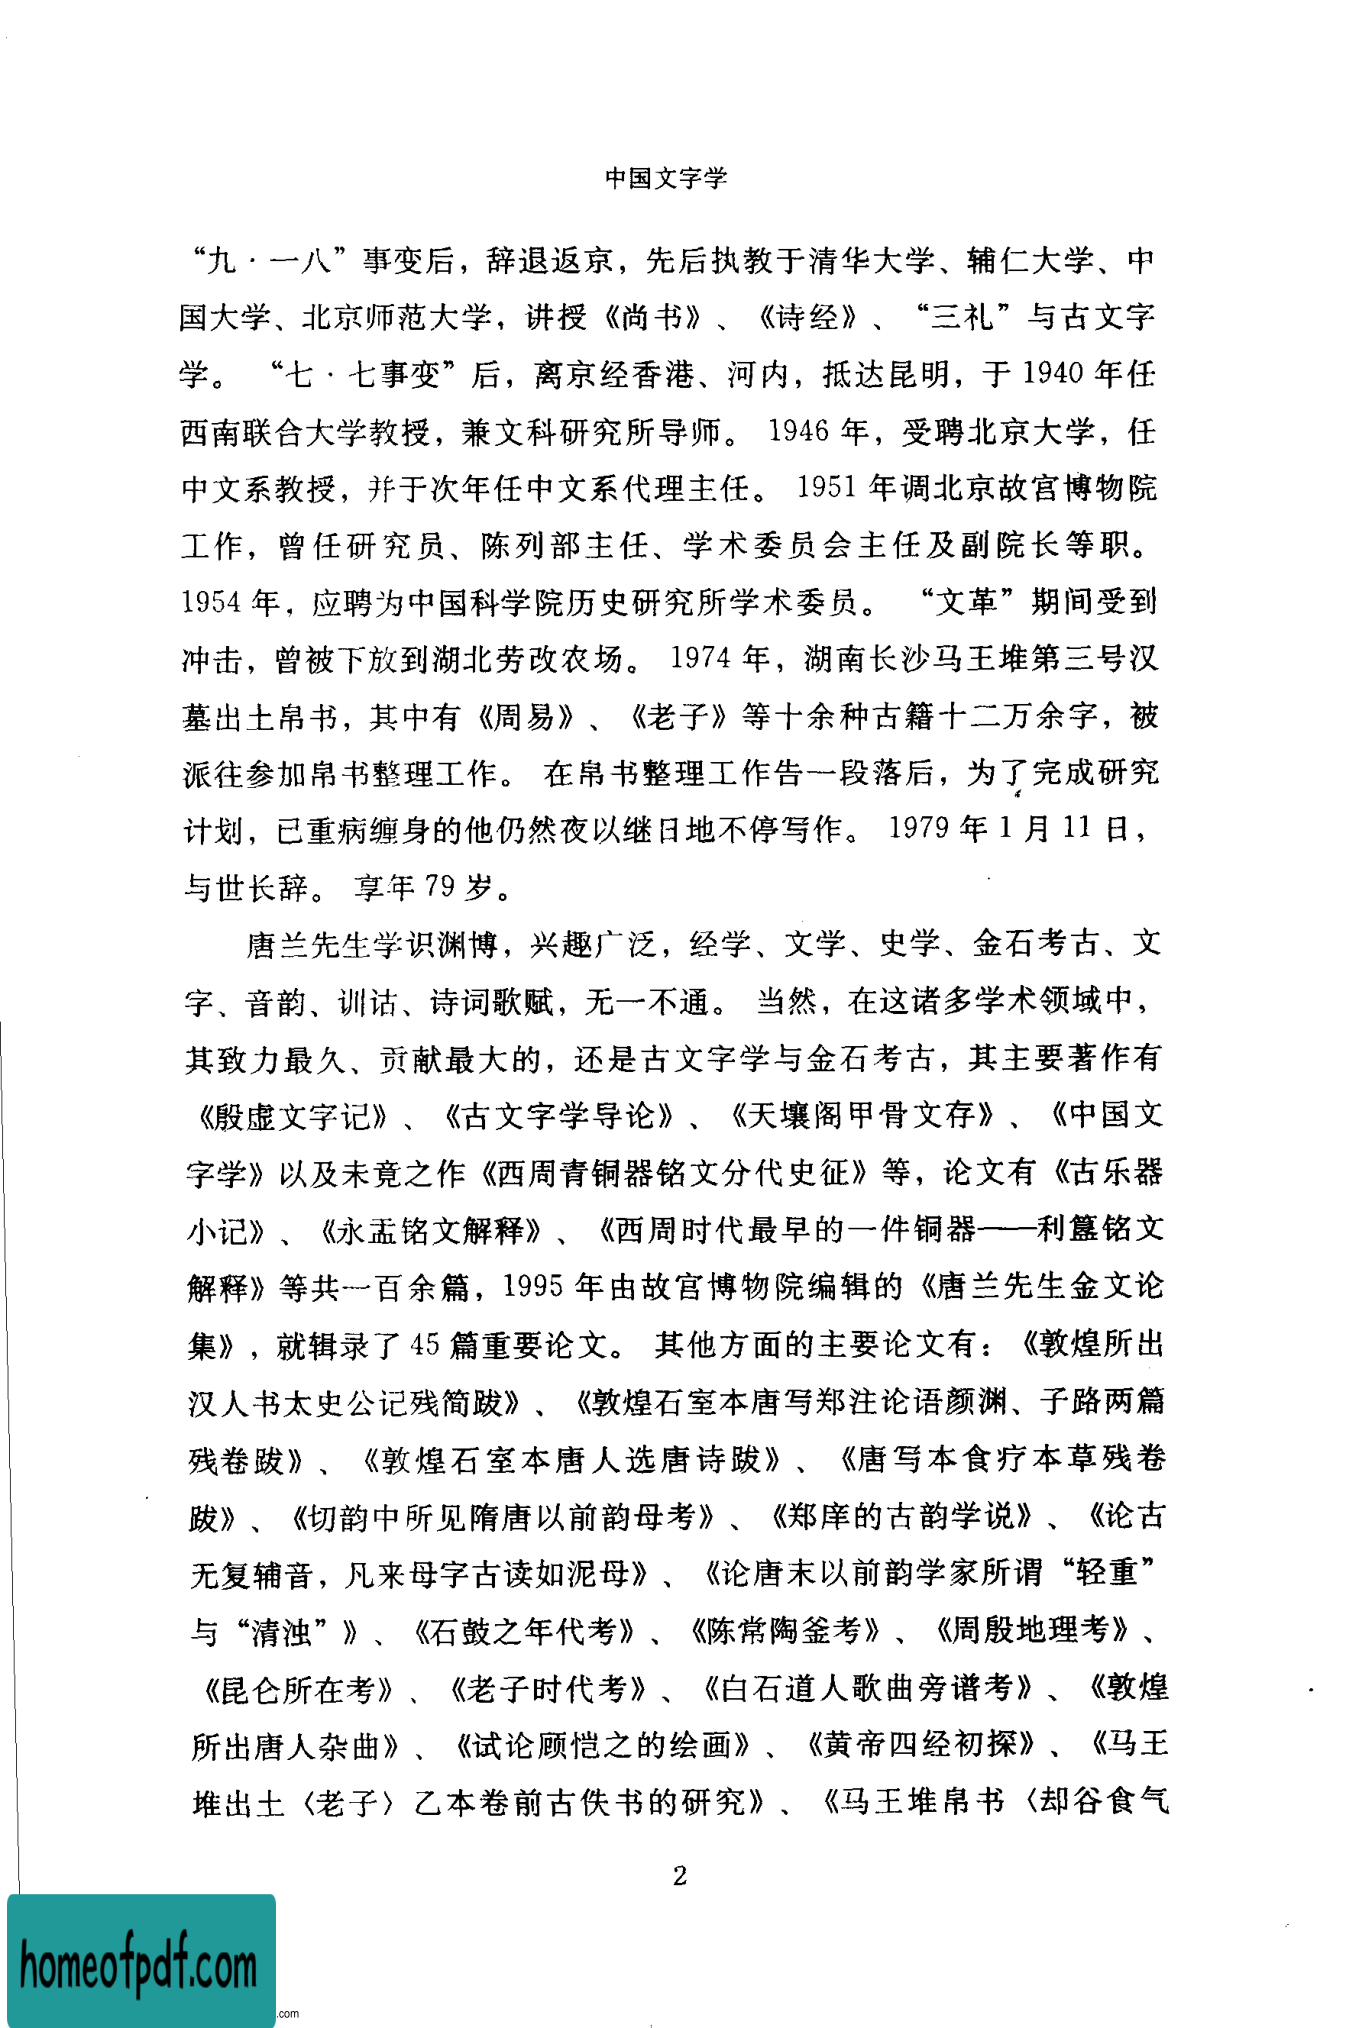 中国文字学
“九·一八”事变后，辞退返京，先后执教于清华大学、辅仁大学、中
国大学、北京师范大学，讲授《尚书》、《诗经》、“三礼”与古文字
学。“七·七事变”后，离京经香港、河内，抵达昆明，于 1940 年任
西南联合大学教授，兼文科研究所导师。1946 年，受聘北京大学，任
中文系教授，并于次年任中文系代理主任。1951 年调北京故宫博物院
工作，曾任研究员、陈列部主任、学术委员会主任及副院长等职。
1954 年，应聘为中国科学院历史研究所学术委员。“文革”期间受到
冲击，曾被下放到湖北劳改农场。1974 年，湖南长沙马王堆第三号汉
墓出土帛书，其中有《周易》、《老子》等十余种古籍十二万余字，被
派往参加帛书整理工作。在帛书整理工作告一段落后，为了完成研究
计划，已重病缠身的他仍然夜以继日地不停写作。1979 年 1 月 11 日，
与世长辞。享年 79 岁。
唐兰先生学识渊博，兴趣广泛，经学、文学、史学、金石考古、文
字、音韵、训诂、诗词歌赋，无一不通。当然，在这诸多学术领域中，
其致力最久、贡献最大的，还是古文字学与金石考古，其主要著作有
《殷虚文字记》、《古文字学导论》、《天壤阁甲骨文存》、《中国文
字学》以及未竟之作《西周青铜器铭文分代史征》等，论文有《古乐器
小记》、《永盂铭文解释》、《西周时代最早的一件铜器——利簋铭文
解释》等共一百余篇，1995 年由故宫博物院编辑的《唐兰先生金文论
集》，就辑录了 45 篇重要论文。其他方面的主要论文有：《敦煌所出
汉人书太史公记残简跋》、《敦煌石室本唐写郑注论语颜渊、子路两篇
残卷跋》、《敦煌石室本唐人选唐诗跋》、《唐写本食疗本草残卷
跋》、《切韵中所见隋唐以前韵母考》、《郑庠的古韵学说》、《论古
无复辅音，凡来母字古读如泥母》、《论唐末以前韵学家所谓“轻重”
与“清浊”》、《石鼓之年代考》、《陈常陶釜考》、《周殷地理考》、
《昆仑所在考》、《老子时代考》、《白石道人歌曲旁谱考》、《敦煌
所出唐人杂曲》、《试论顾恺之的绘画》、《黄帝四经初探》、《马王
堆出土〈老子〉乙本卷前古佚书的研究》、《马王堆帛书〈却谷食气
2
homeofpdf.com
.com